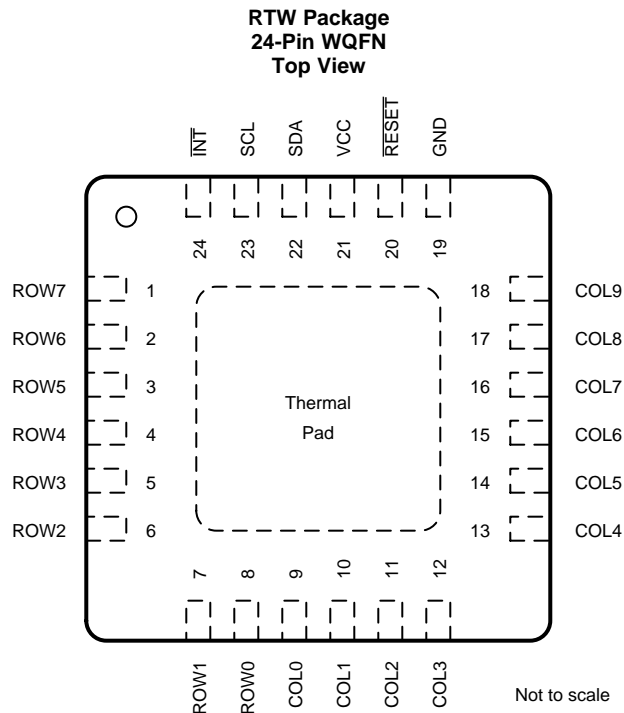 RTW Package
24-Pin WQFN
Top View
INT
SCL
SDA
VCC
RESET
GND
24
23
22
21
20
19
ROW7 1
ROW6 2
ROW5 3
ROW4 4
ROW3 5
ROW2 6
18 COL9
17 COL8
16 COL7
15 COL6
14 COL5
13 COL4
Thermal
Pad
7
8
9
10
11
12
ROW1
ROW0
COL0
COL1
COL2
COL3
Not to scale